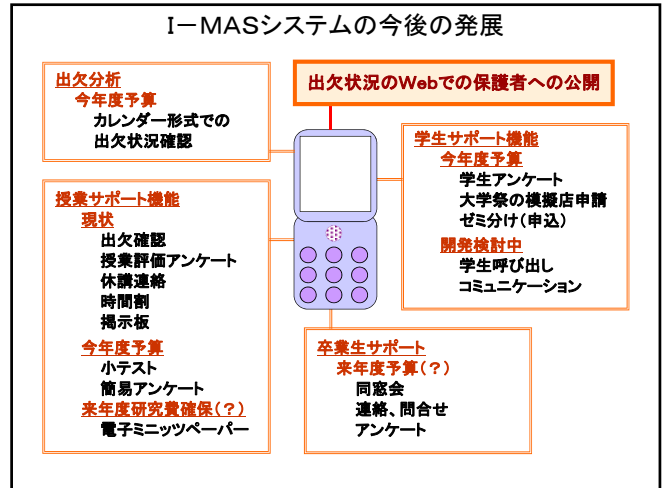 I－MASシステムの今後の発展
出欠分析
今年度予算
カレンダー形式での
出欠状況確認
出欠状況のWebでの保護者への公開
授業サポート機能
現状
出欠確認
授業評価アンケート
休講連絡
時間割
掲示板
今年度予算
小テスト
簡易アンケート
来年度研究費確保(？)
電子ミニッツペーパー
学生サポート機能
今年度予算
学生アンケート
大学祭の模擬店申請
ゼミ分け(申込)
開発検討中
学生呼び出し
コミュニケーション
卒業生サポート
来年度予算(？)
同窓会
連絡、問合せ
アンケート